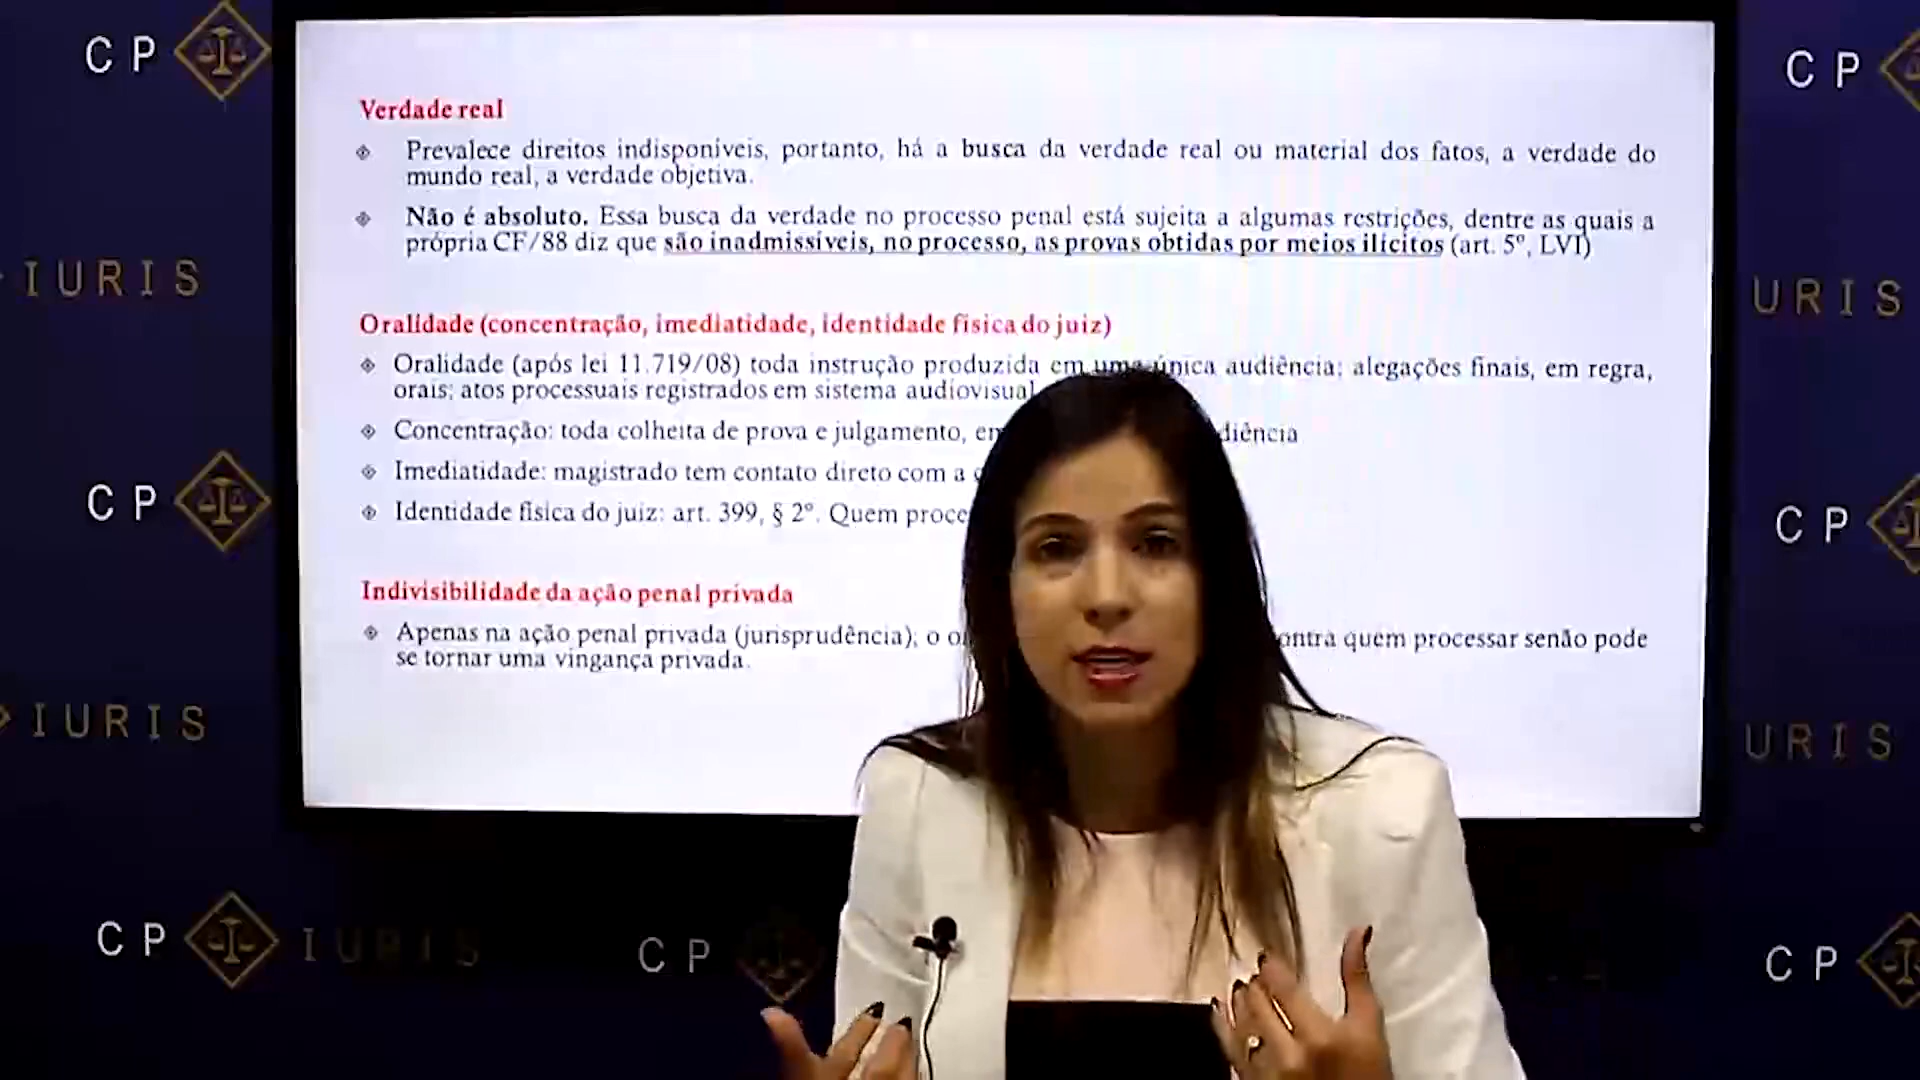 CP
CP
Verdade real
Prevalece direitos indisponíveis, portanto, há a busca da verdade real ou material dos fatos, a verdade do
mundo real, a verdade objetiva.
Não é absoluto. Essa busca da verdade no processo penal está sujeita a algumas restrições, dentre as quais a
própria CF/88 diz que são inadmissíveis, no processo, as provas obtidas por meios ilícitos (art. 5º, LVI)
IURIS
URIS
Oralidade (concentração, imediatidade, identidade física do juiz)
Oralidade (após lei 11.719/08) toda instrução produzida em uma única audiência; alegações finais, em regra,
orais; atos processuais registrados em sistema audiovisual
Concentração: toda colheita de prova e julgamento, diência
Imediatidade: magistrado tem contato direto com a
CP
Identidade física do juiz: art. 399, § 2º. Quem
CP
Indivisibilidade da ação penal privada
Apenas na ação penal privada (jurisprudência); o ontra quem processar senão pode
se tornar uma vingança privada.
IURIS
URIS
CP IURIS
CP
CP